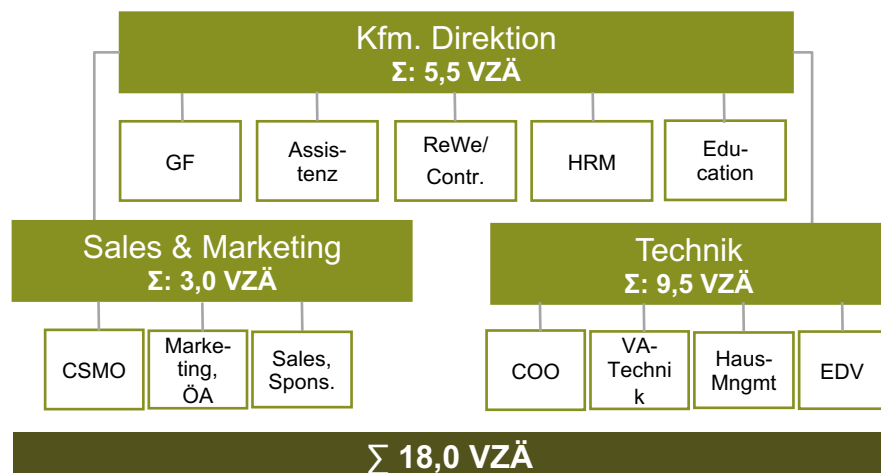 Kfm. Direktion
Σ: 5,5 VZÄ
GF
Assis-
tenz
ReWe/
Contr.
HRM
Edu-
cation
Sales & Marketing
Σ: 3,0 VZÄ
Technik
Σ: 9,5 VZÄ
CSMO
Marke-
ting,
ÖA
Sales,
Spons.
COO
VA-
Techni
k
Haus-
Mngmt
EDV
∑ 18,0 VZÄ